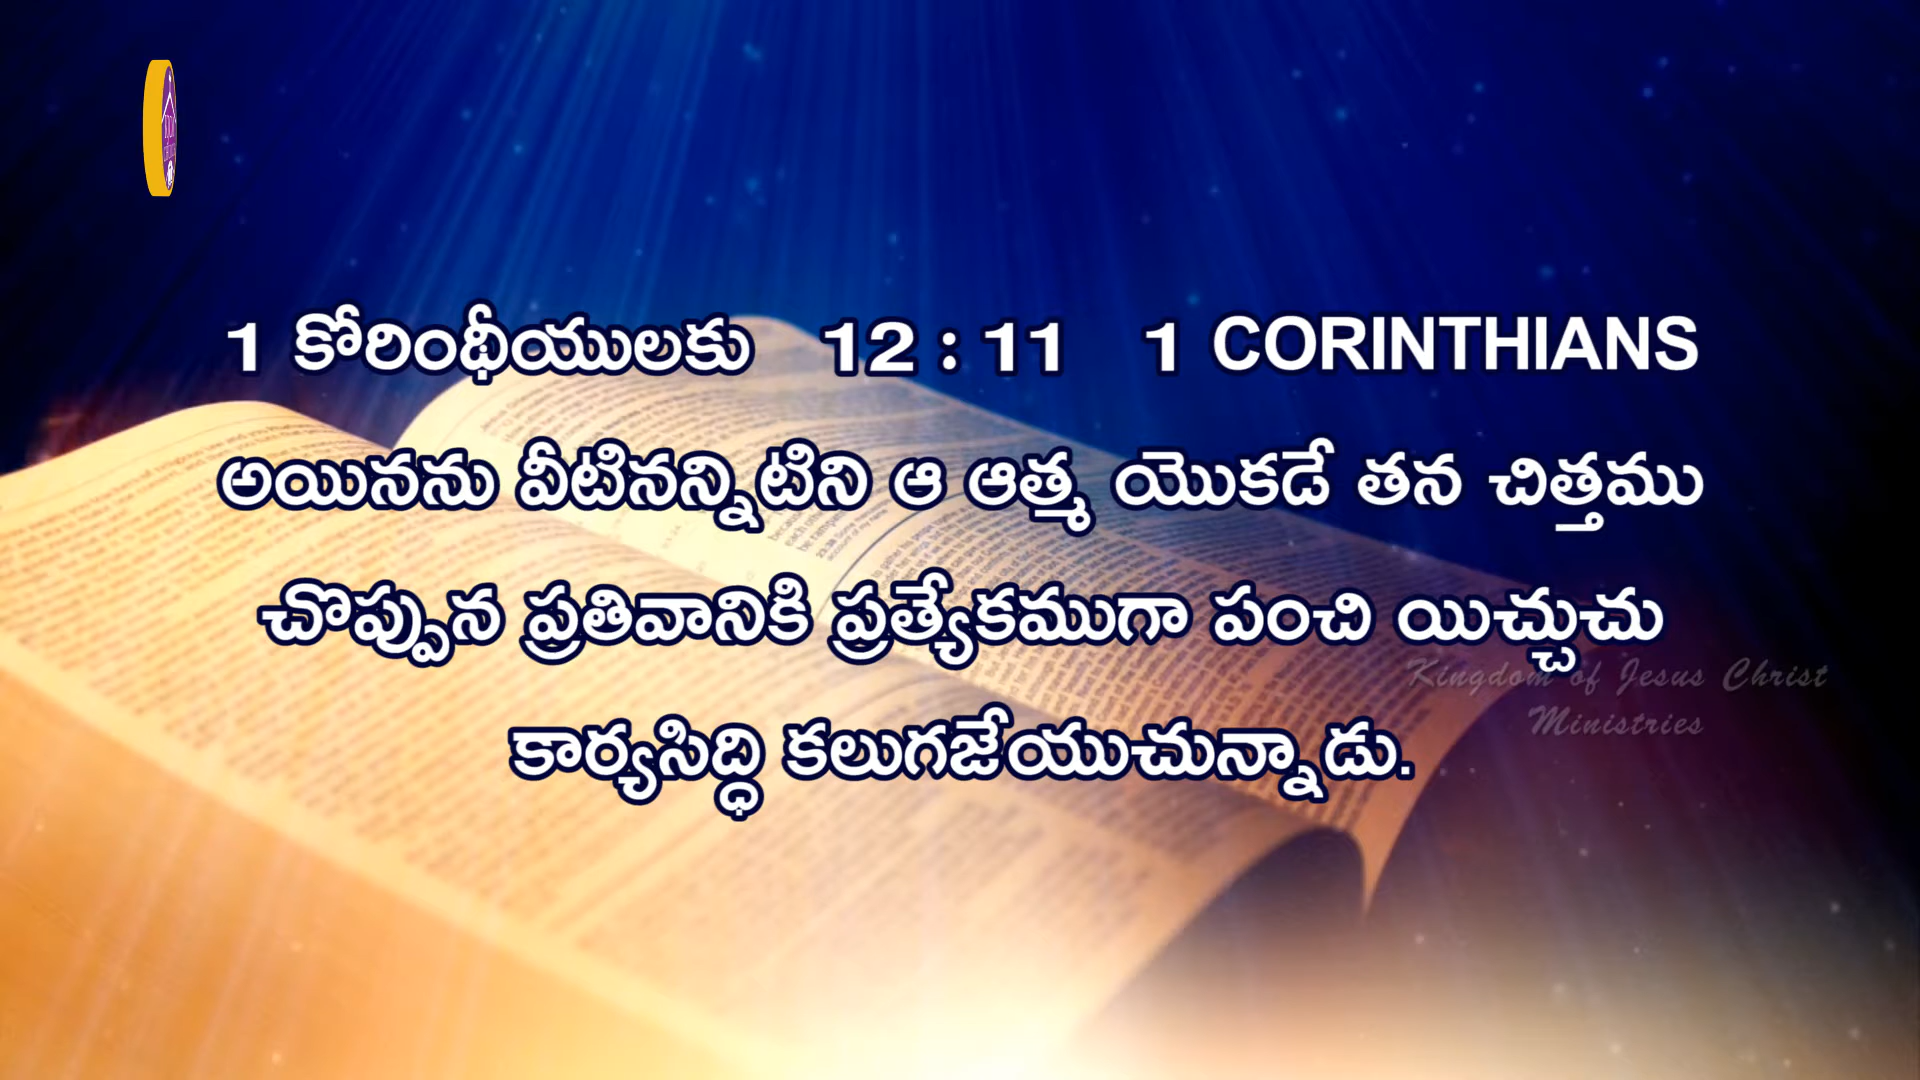 1 కోరింథీయులకు 12 : 11 1 CORINTHIANS
అయినను వీటినన్నిటిని ఆ ఆత్మ యొకడే తన చిత్తము
చొప్పున ప్రతివానికి ప్రత్యేకముగా పంచి యిచ్చుచు
కార్యసిద్ధి కలుగజేయుచున్నాడు.
Kingdom of Jesus Christ
Ministries